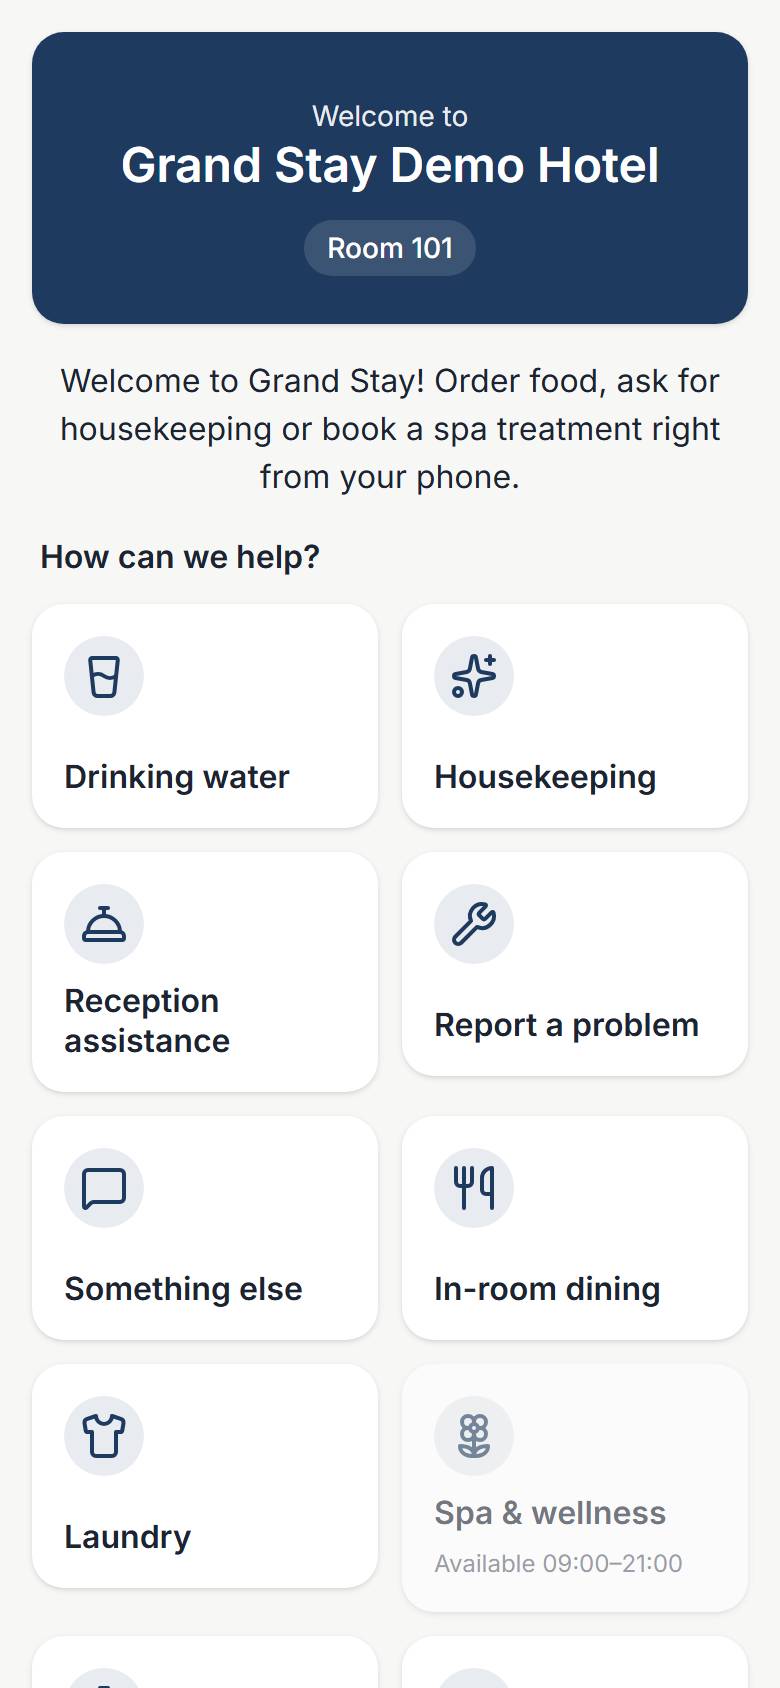 Welcome to
Grand Stay Demo Hotel
Room 101
Welcome to Grand Stay! Order food, ask for
housekeeping or book a spa treatment right
from your phone.
How can we help?
Drinking water
Housekeeping
Reception
assistance
Report a problem
Something else
In-room dining
Laundry
Spa & wellness
Available 09:00–21:00